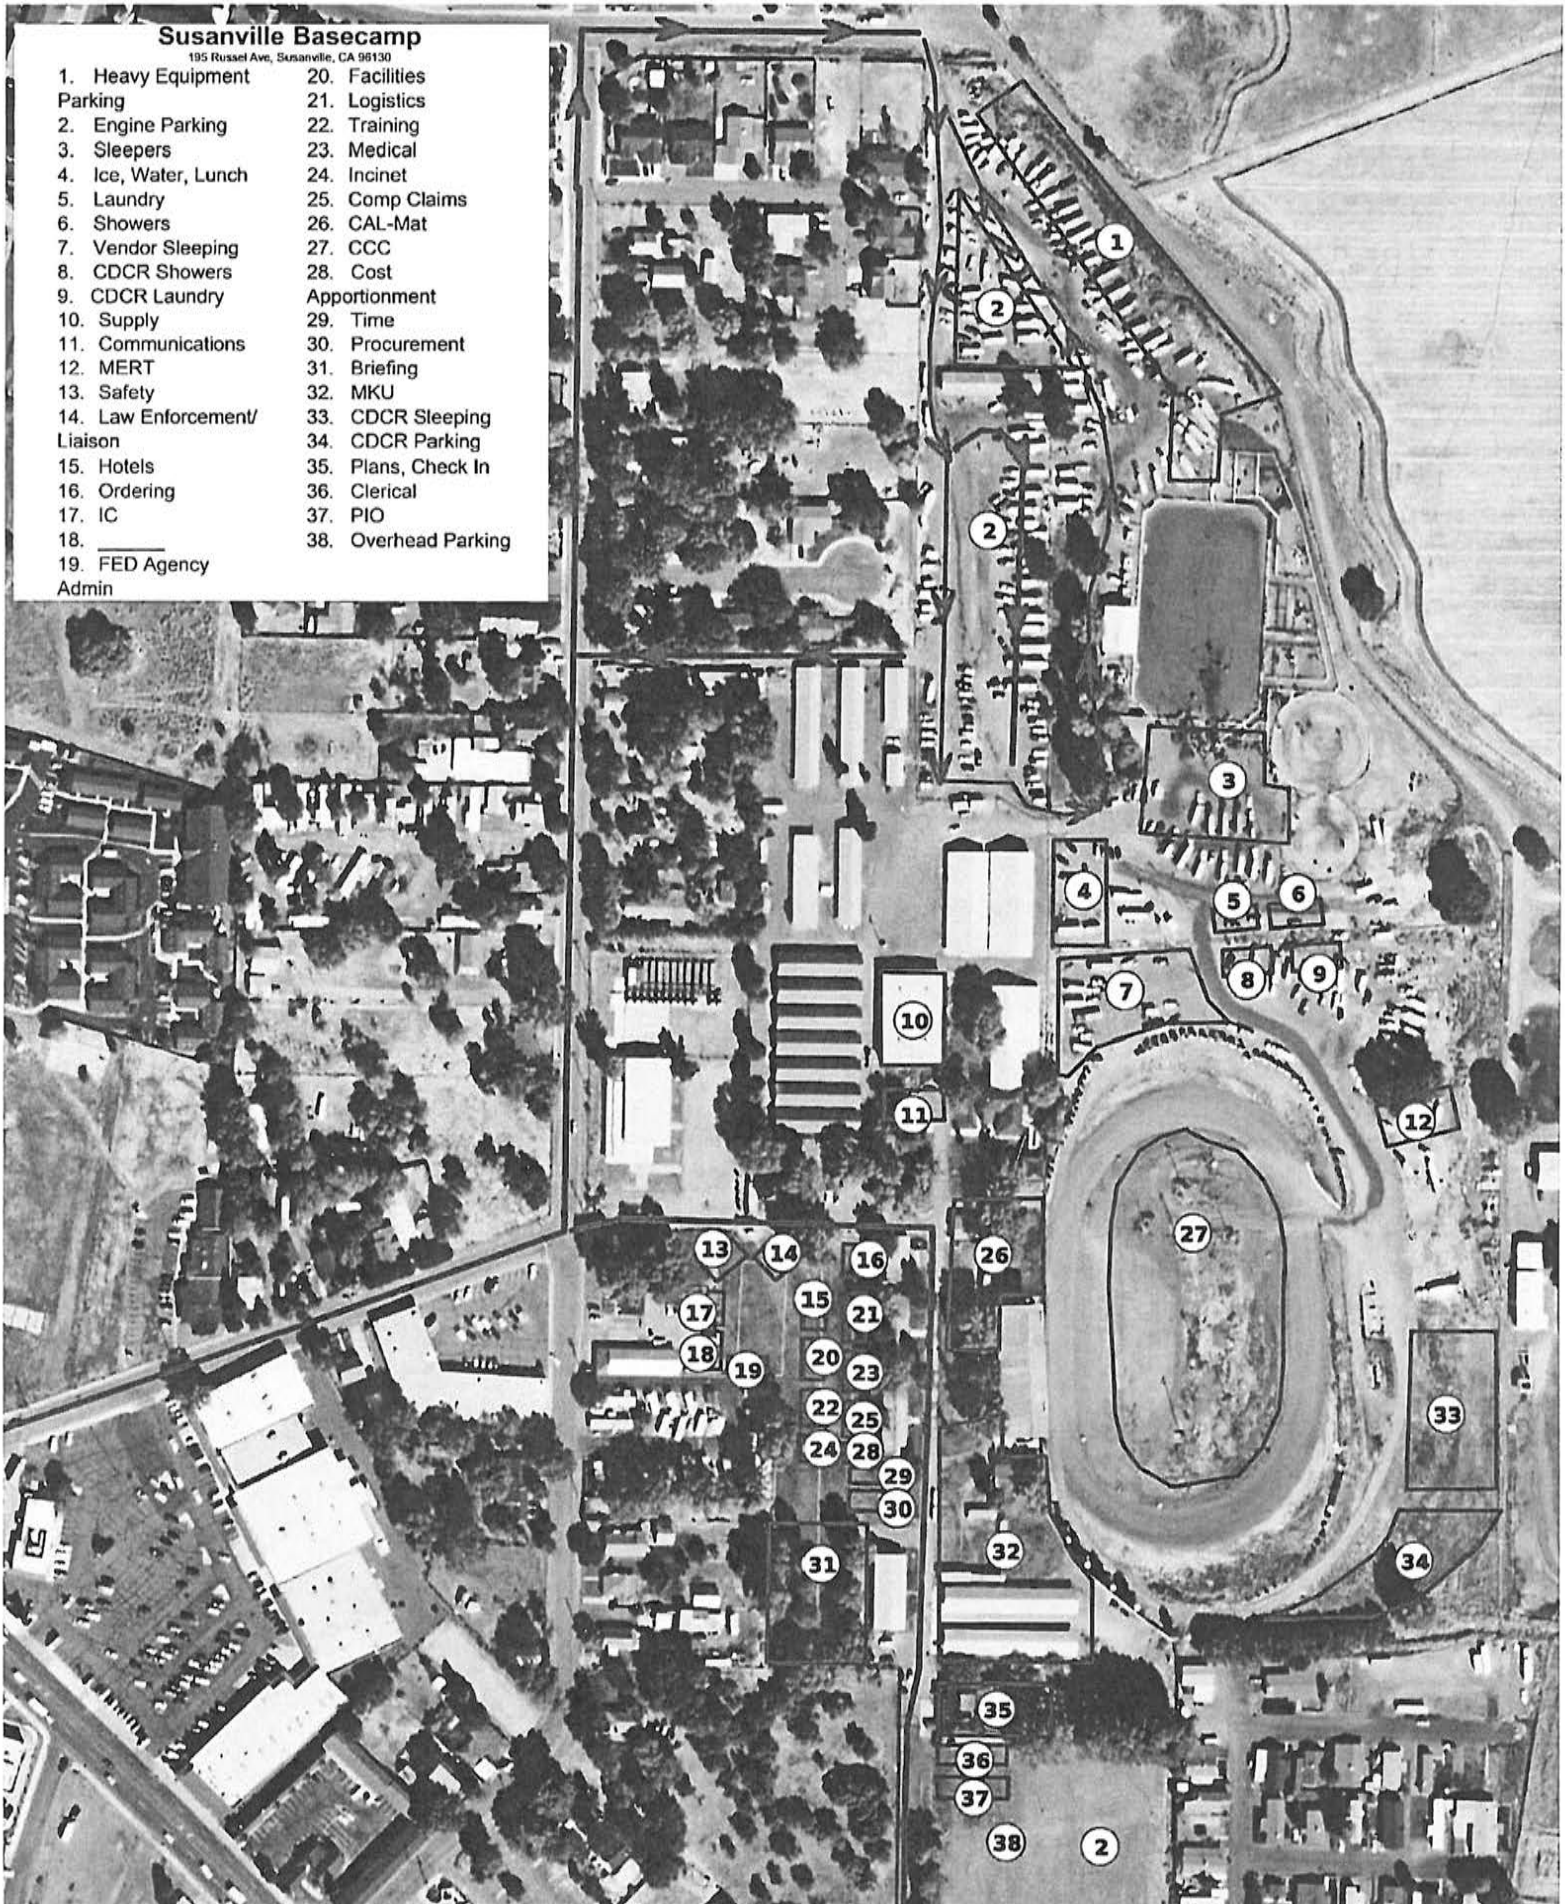 Susanville Basecamp
195 Russel Ave, Susanville, CA 96130
1. Heavy Equipment
Parking
2. Engine Parking
3. Sleepers
4. Ice, Water, Lunch
5. Laundry
6. Showers
7. Vendor Sleeping
8. CDCR Showers
9. CDCR Laundry
10. Supply
11. Communications
12. MERT
13. Safety
14. Law Enforcement/
Liaison
15. Hotels
16. Ordering
17. IC
18. ______
19. FED Agency
Admin
20. Facilities
21. Logistics
22. Training
23. Medical
24. Incinet
25. Comp Claims
26. CAL-Mat
27. CCC
28. Cost
Apportionment
29. Time
30. Procurement
31. Briefing
32. MKU
33. CDCR Sleeping
34. CDCR Parking
35. Plans, Check In
36. Clerical
37. PIO
38. Overhead Parking
1
2
2
3
4
5
6
7
8
9
10
11
12
27
13
14
16
26
15
17
21
18
20
19
23
22
25
33
24
28
29
30
31
32
34
35
36
37
38
2